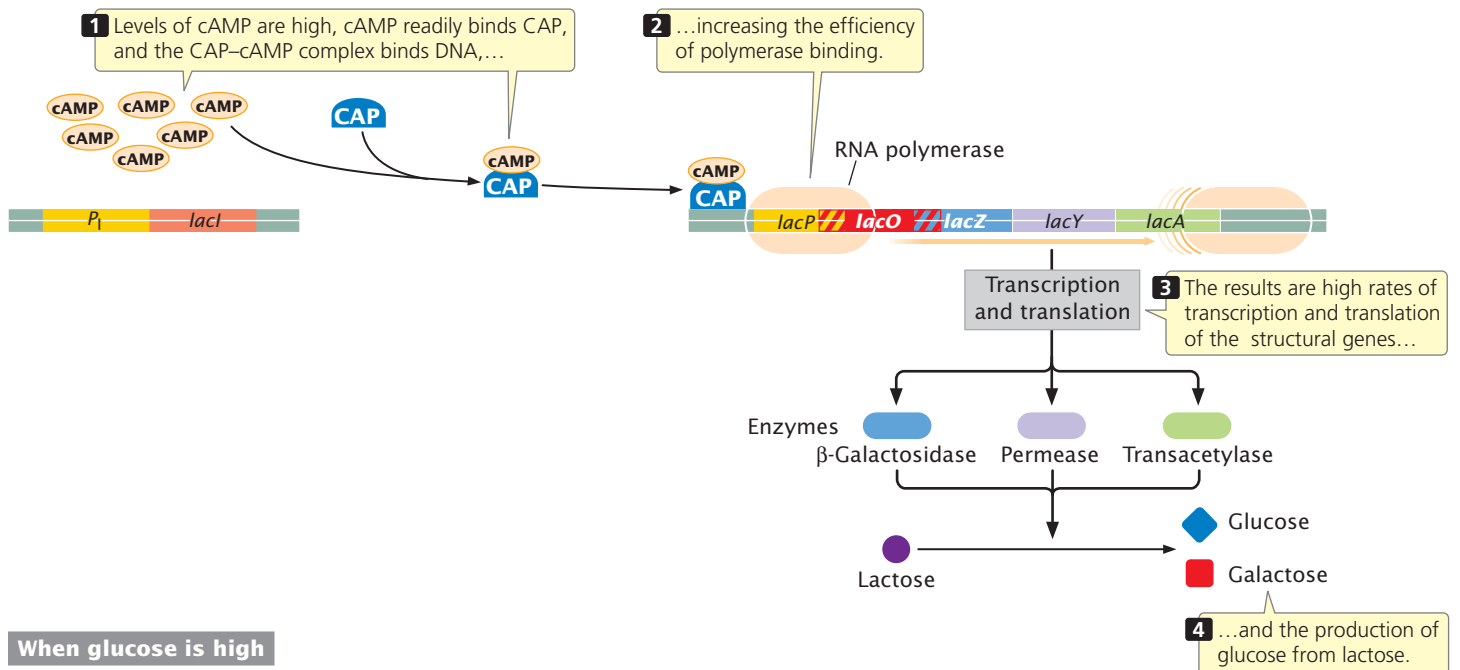 1 Levels of cAMP are high, cAMP readily binds CAP,
and the CAP–cAMP complex binds DNA,…
2 …increasing the efficiency
of polymerase binding.
cAMP
cAMP
cAMP
cAMP
cAMP
cAMP
CAP
cAMP
CAP
cAMP
CAP
RNA polymerase
PI
lacI
lacP
lacO
lacZ
lacY
lacA
Transcription
and translation
3 The results are high rates of
transcription and translation
of the structural genes…
Enzymes
β-Galactosidase
Permease
Transacetylase
Lactose
Glucose
Galactose
4 …and the production of
glucose from lactose.
When glucose is high